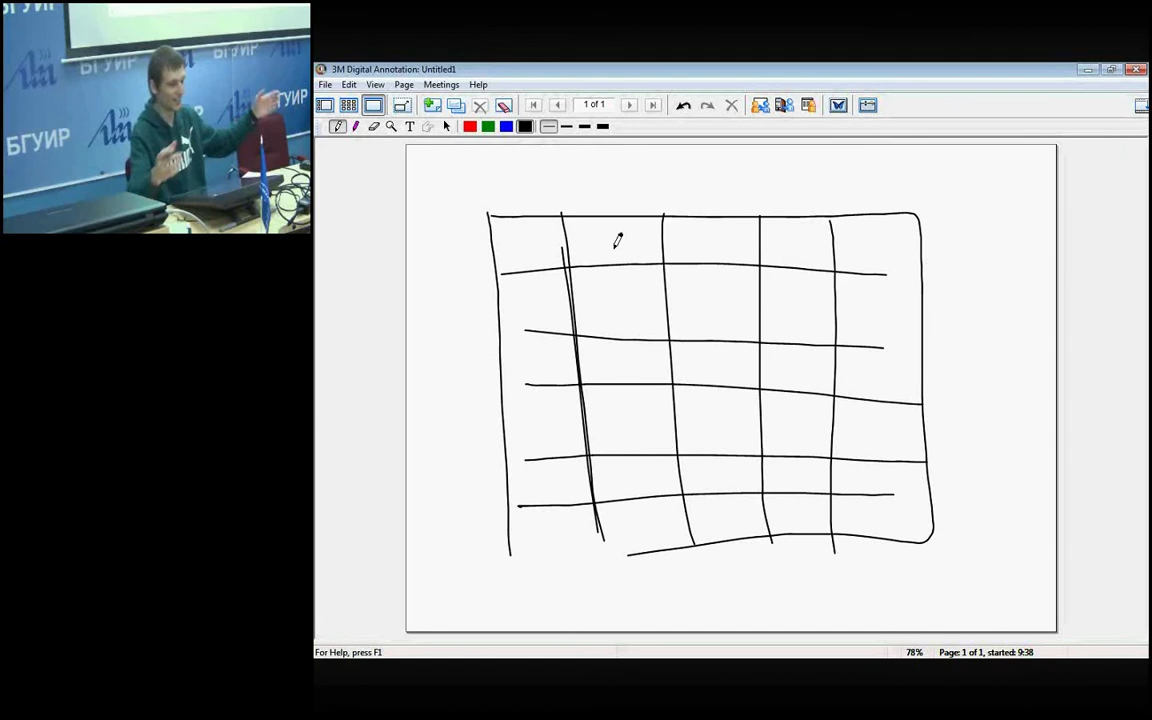 БГУИР
БГУИР
БГУИР
БГУИР
3M Digital Annotation: Untitled1
File Edit View Page Meetings Help
1 of 1
T
For Help, press F1
78% Page: 1 of 1, started: 9:38